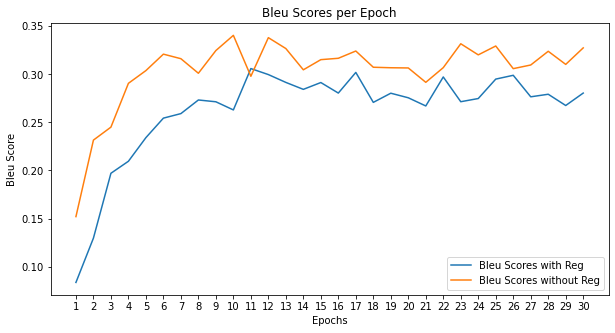 Bleu Scores per Epoch
Bleu Score
0.35
0.30
0.25
0.20
0.15
0.10
Bleu Scores with Reg
Bleu Scores without Reg
1 2 3 4 5 6 7 8 9 10 11 12 13 14 15 16 17 18 19 20 21 22 23 24 25 26 27 28 29 30
Epochs